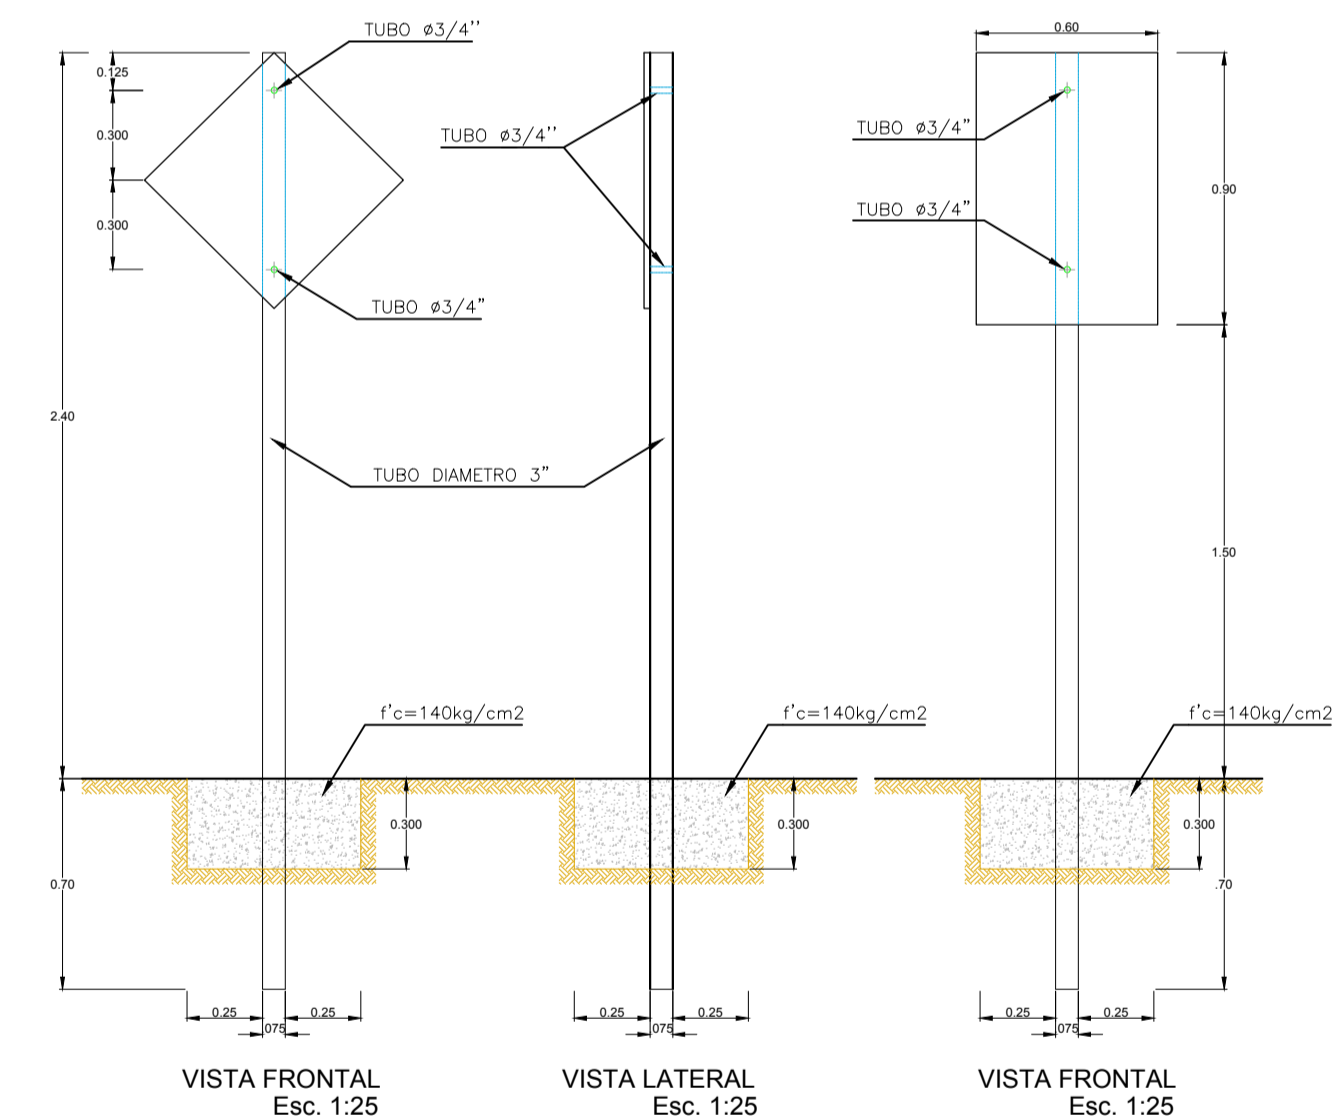 TUBO ø3/4''
0.125
0.300
0.300
TUBO ø3/4"
2.40
TUBO DIAMETRO 3"
f'c=140kg/cm2
0.300
0.70
0.25
0.25
075
VISTA FRONTAL
Esc. 1:25
TUBO ø3/4''
f'c=140kg/cm2
0.300
0.25
0.25
075
VISTA LATERAL
Esc. 1:25
0.60
TUBO ø3/4"
TUBO ø3/4"
0.90
1.50
f'c=140kg/cm2
0.300
.70
0.25
0.25
075
VISTA FRONTAL
Esc. 1:25